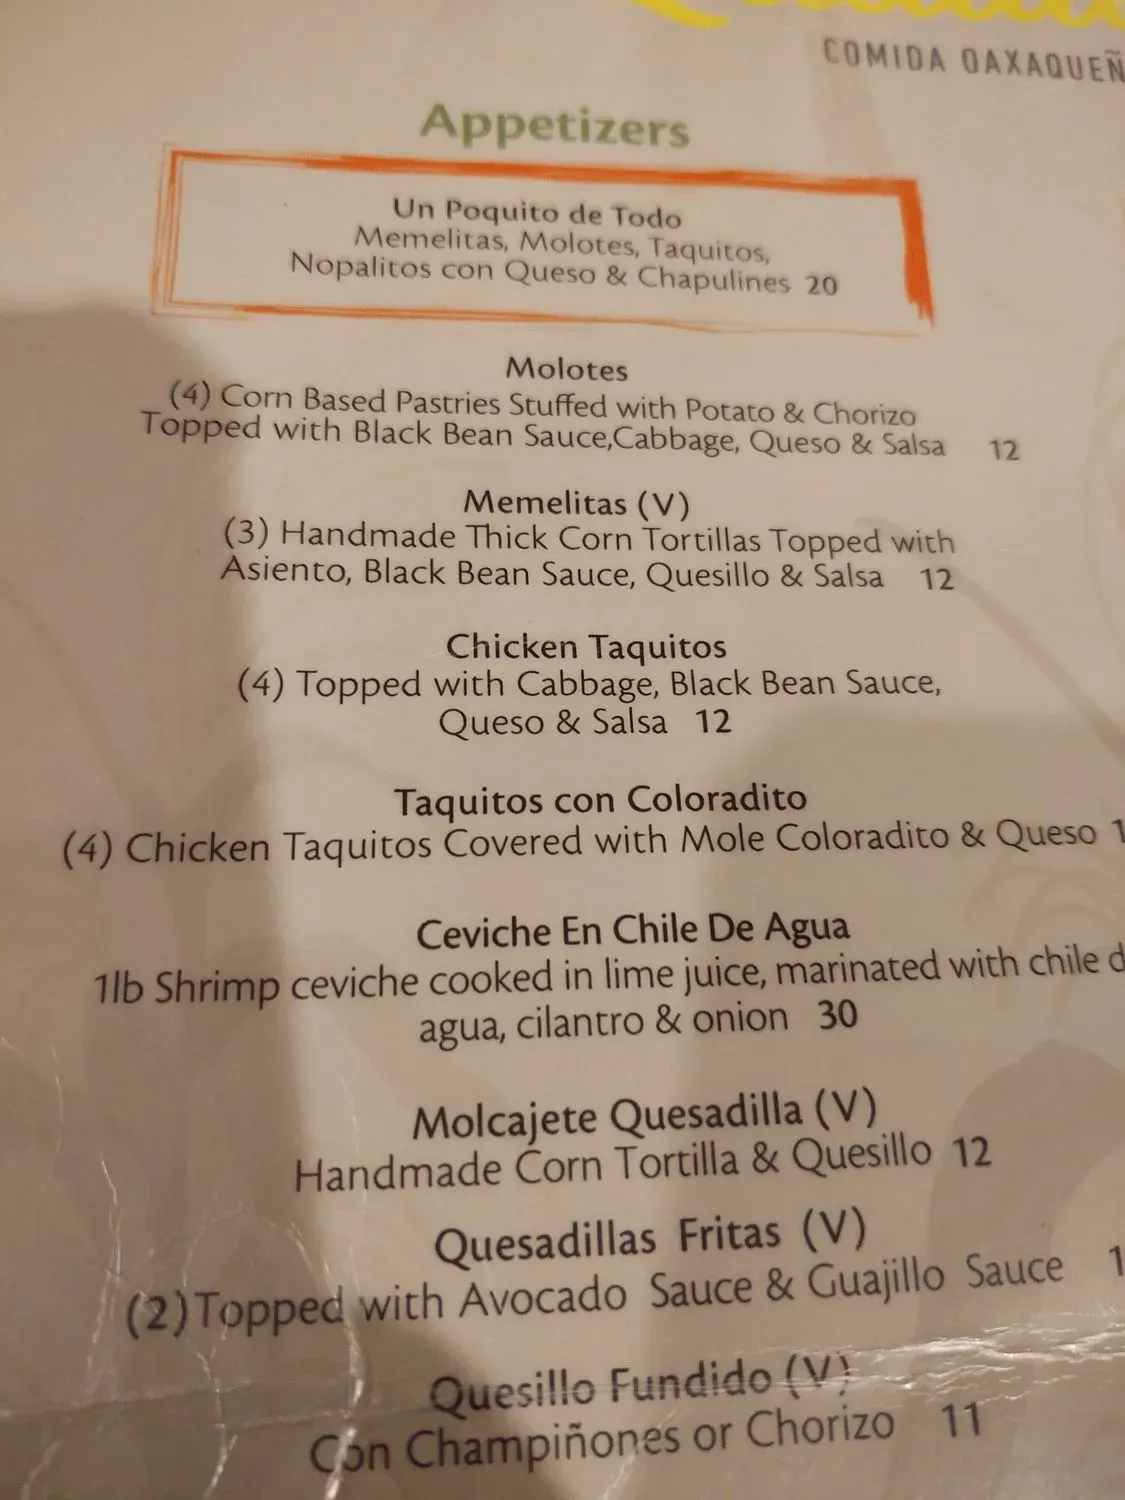 COMIDA OAXAQUEÑ
Appetizers
Un Poquito de Todo
Memelitas, Molotes, Taquitos,
Nopalitos con Queso & Chapulines 20
Molotes
(4) Corn Based Pastries Stuffed with Potato & Chorizo
Topped with Black Bean Sauce,Cabbage, Queso & Salsa 12
Memelitas (V)
(3) Handmade Thick Corn Tortillas Topped with
Asiento, Black Bean Sauce, Quesillo & Salsa 12
Chicken Taquitos
(4) Topped with Cabbage, Black Bean Sauce,
Queso & Salsa 12
Taquitos con Coloradito
(4) Chicken Taquitos Covered with Mole Coloradito & Queso 1
Ceviche En Chile De Agua
1lb Shrimp ceviche cooked in lime juice, marinated with chile d
agua, cilantro & onion 30
Molcajete Quesadilla (V)
Handmade Corn Tortilla & Quesillo 12
Quesadillas Fritas (V)
(2) Topped with Avocado Sauce & Guajillo Sauce 1
Quesillo Fundido (V)
Con Champiñones or Chorizo 11